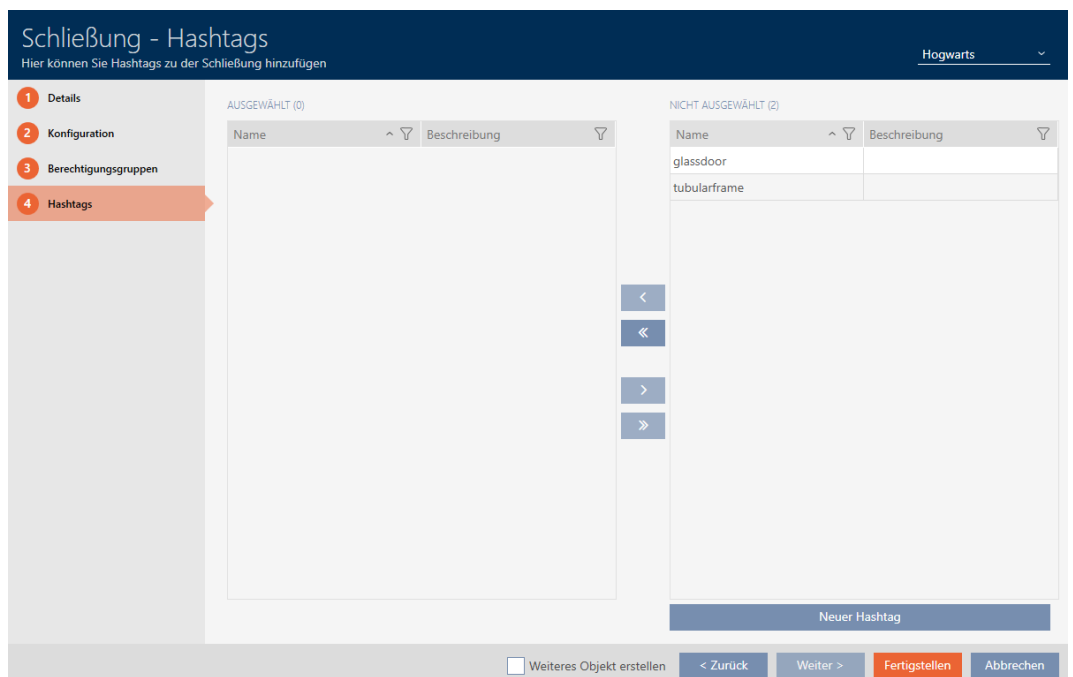 Schließung - Hashtags
Hier können Sie Hashtags zu der Schließung hinzufügen
Hogwarts
1 Details
2 Konfiguration
3 Berechtigungsgruppen
4 Hashtags
AUSGEWÄHLT (0)
Name Beschreibung
NICHT AUSGEWÄHLT (2)
Name Beschreibung
glassdoor
tubularframe
<
«
>
»
Neuer Hashtag
Weiteres Objekt erstellen
< Zurück
Weiter >
Fertigstellen
Abbrechen